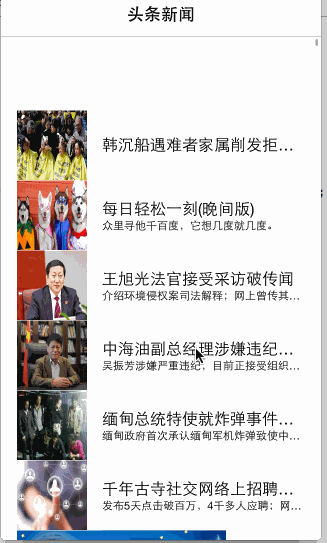 头条新闻
韩沉船遇难者家属削发拒…
每日轻松一刻(晚间版)
众里寻他千百度，它想几度就几度。
王旭光法官接受采访破传闻
介绍环境侵权案司法解释；网上曾传其…
中海油副总经理涉嫌违纪…
吴振芳涉嫌严重违纪，目前正接受组织…
缅甸总统特使就炸弹事件…
缅甸政府首次承认缅甸军机炸弹致使中…
千年古寺社交网络上招聘…
发布5天点击破百万，4千多人应聘；网…